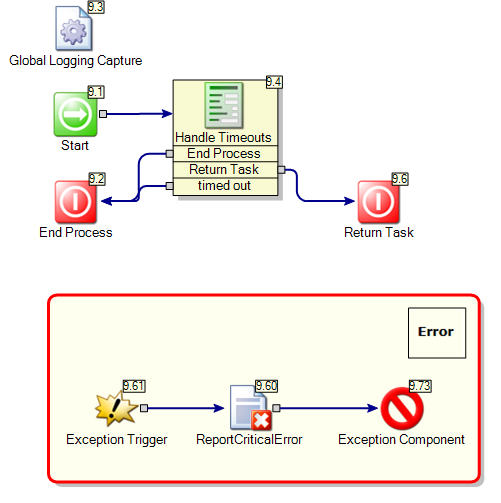 9.3
Global Logging Capture
9.1
Start
9.4
Handle Timeouts
End Process
Return Task
timed out
9.2
End Process
9.6
Return Task
Error
9.61
Exception Trigger
9.60
ReportCriticalError
9.73
Exception Component